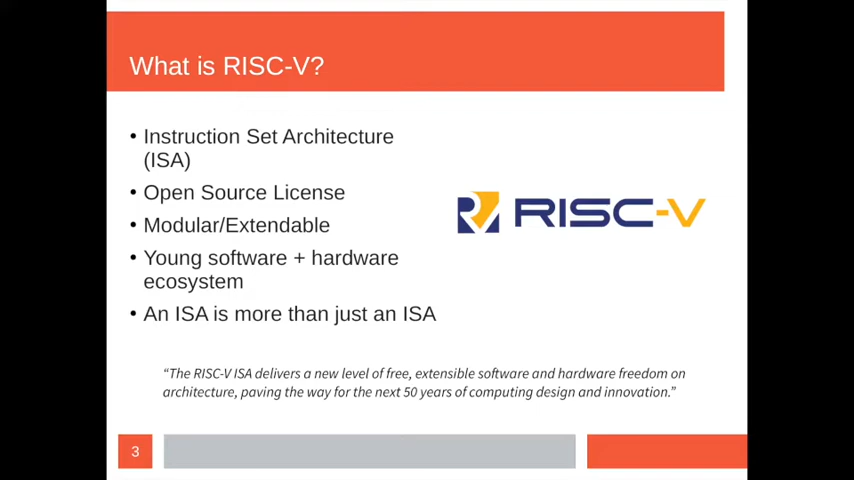 What is RISC-V?
• Instruction Set Architecture
(ISA)
• Open Source License
• Modular/Extendable
• Young software + hardware
ecosystem
• An ISA is more than just an ISA
RISC-V
“The RISC-V ISA delivers a new level of free, extensible software and hardware freedom on
architecture, paving the way for the next 50 years of computing design and innovation.”
3